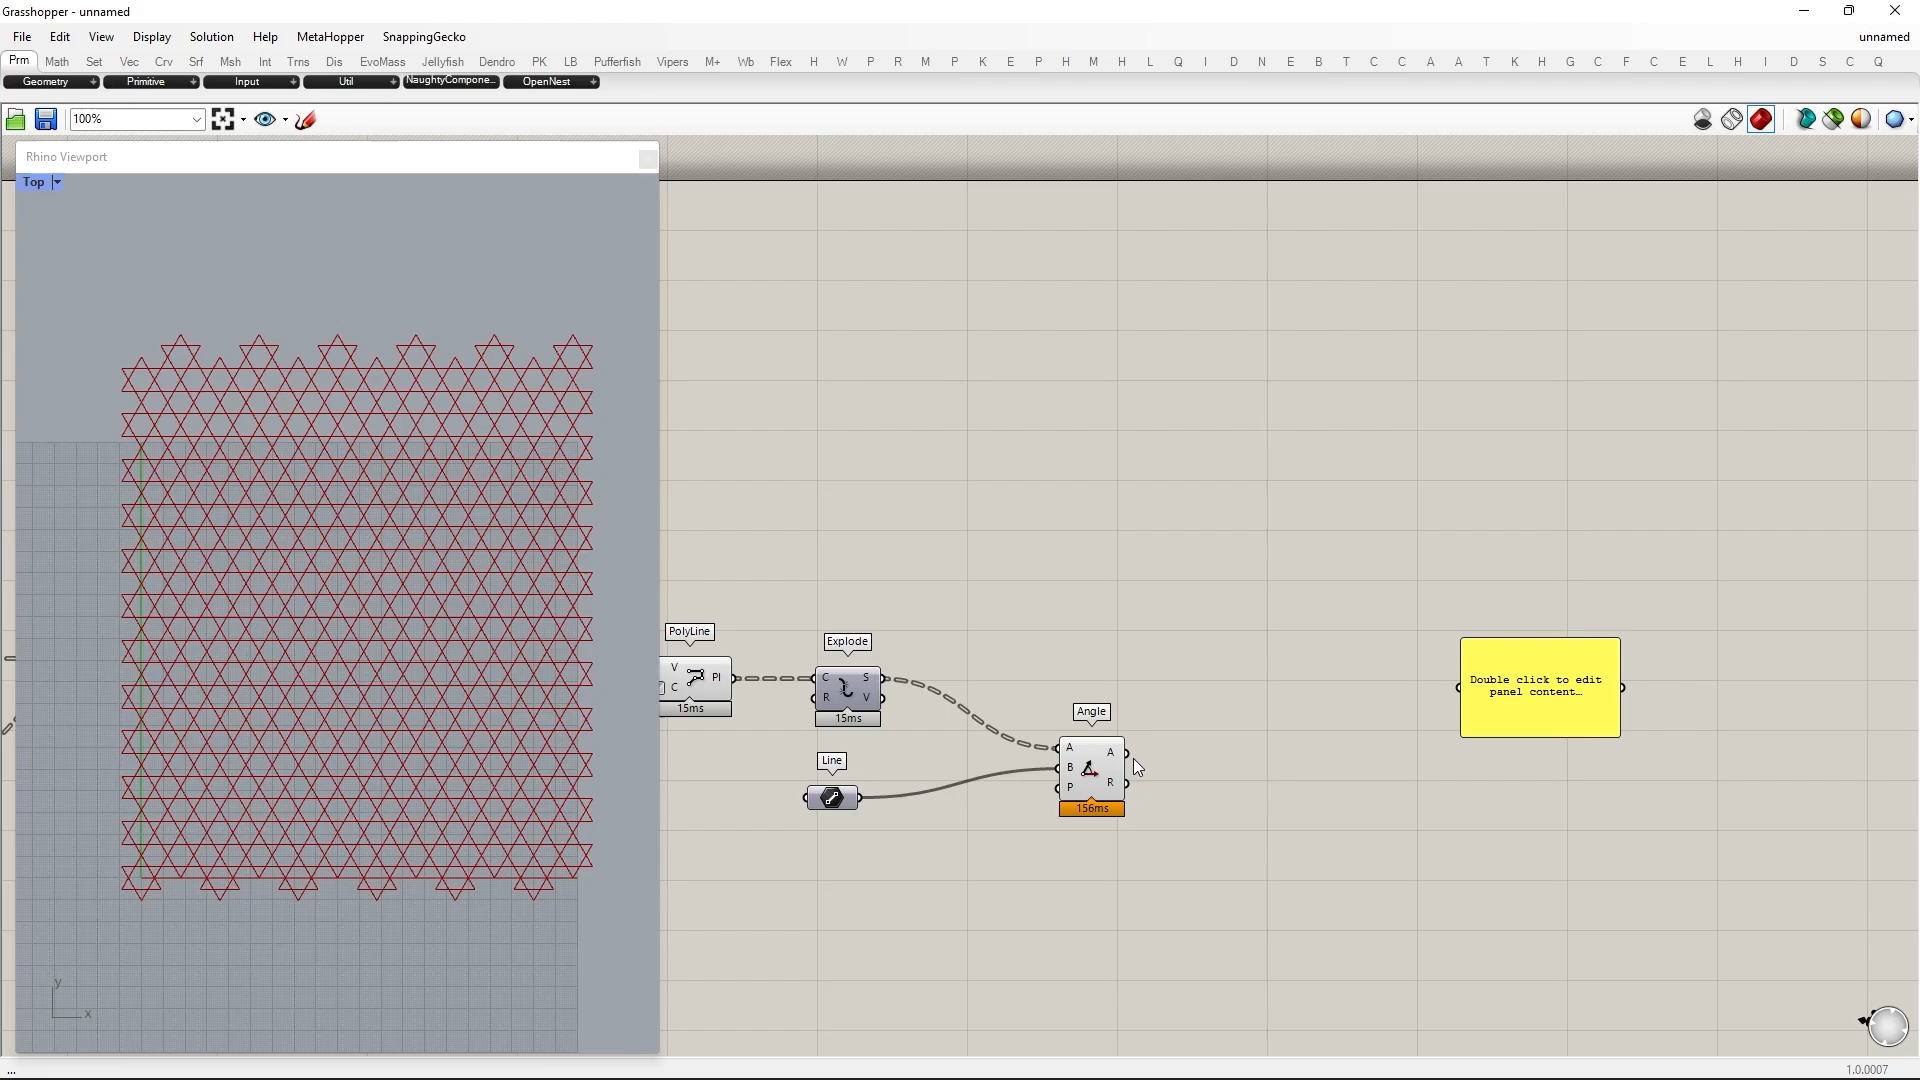 Grasshopper - unnamed
File Edit View Display Solution Help MetaHopper SnappingGecko unnamed
Prm Math Set Vec Crv Srf Msh Int Trns Dis EvoMass Jellyfish Dendro PK LB Pufferfish Vipers M+ Wb Flex H W P R M P K E P H M H L Q I D N E B T C C A A T K H G C F C E L H I D S C Q
Geometry Primitive Input Util NaughtyCompone... OpenNest
100%
Rhino Viewport
Top
PolyLine
V
C
Pl
15ms
Explode
C S
R V
15ms
Line
Angle
A A
B
P R
156ms
Double click to edit
panel content…
y
x
...
1.0.0007